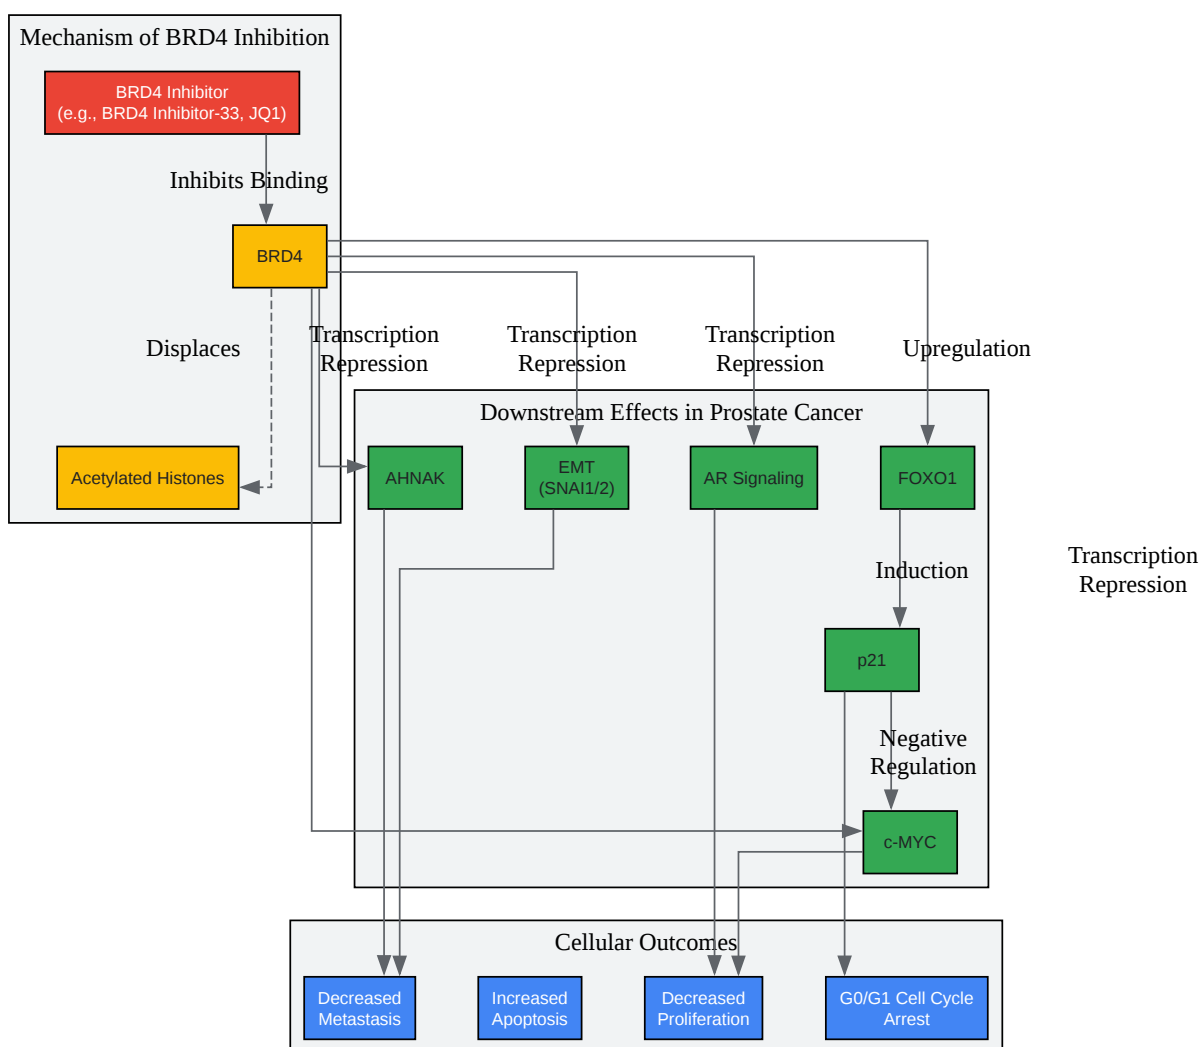 Mechanism of BRD4 Inhibition
BRD4 Inhibitor
(e.g., BRD4 Inhibitor-33, JQ1)
Inhibits Binding
BRD4
Displaces
Transcription
Repression
Transcription
Repression
Transcription
Repression
Upregulation
Downstream Effects in Prostate Cancer
Acetylated Histones
AHNAK
EMT
(SNAI1/2)
AR Signaling
FOXO1
Transcription
Repression
Induction
p21
Negative
Regulation
c-MYC
Cellular Outcomes
Decreased
Metastasis
Increased
Apoptosis
Decreased
Proliferation
G0/G1 Cell Cycle
Arrest